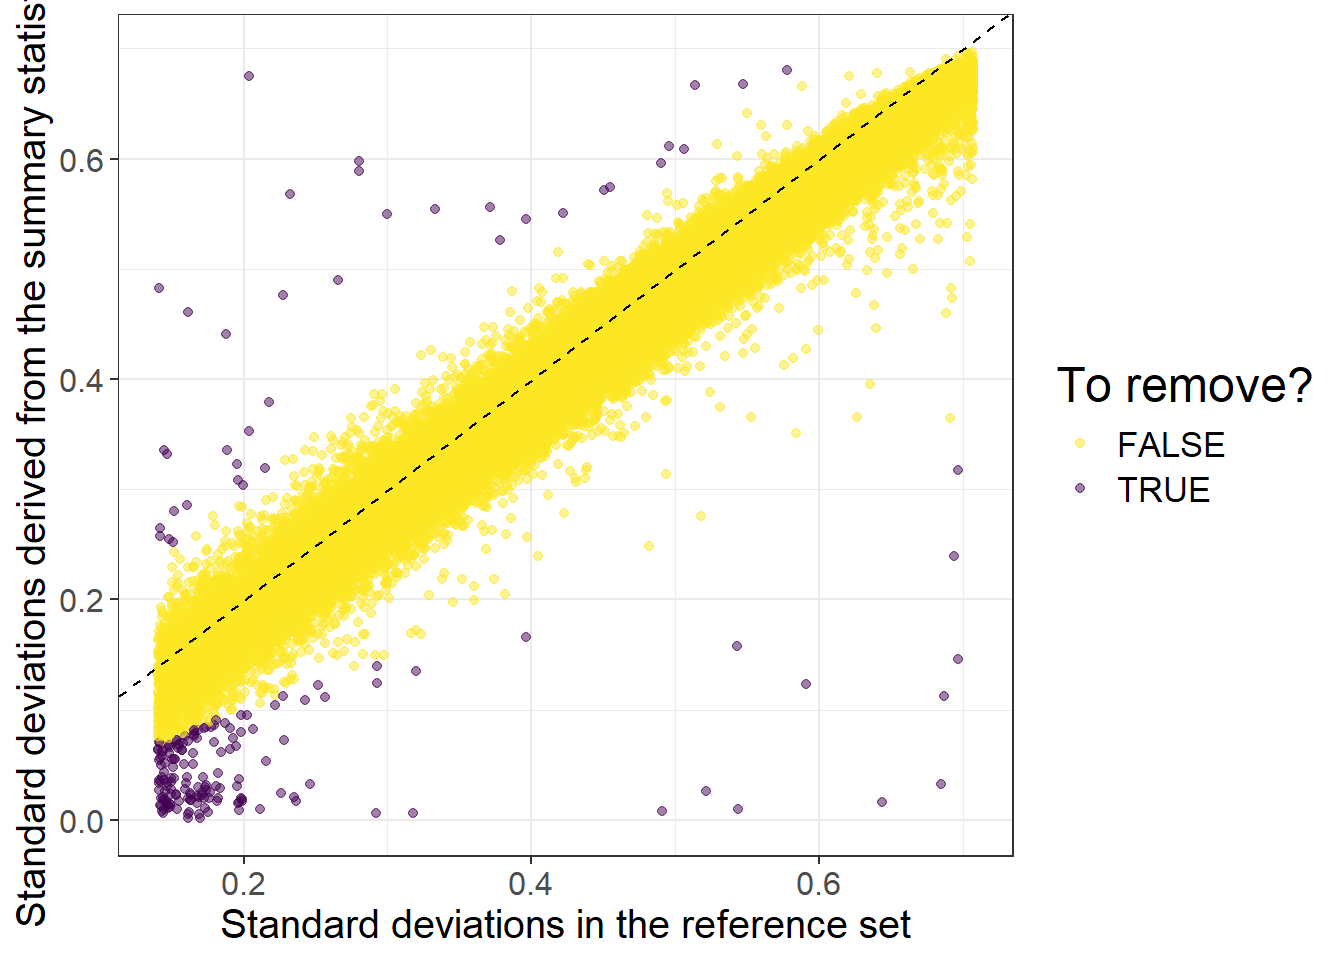 Standard deviations derived from the summary statis
0.6
0.4
0.2
0.0
0.2 0.4 0.6
Standard deviations in the reference set
To remove?
FALSE
TRUE